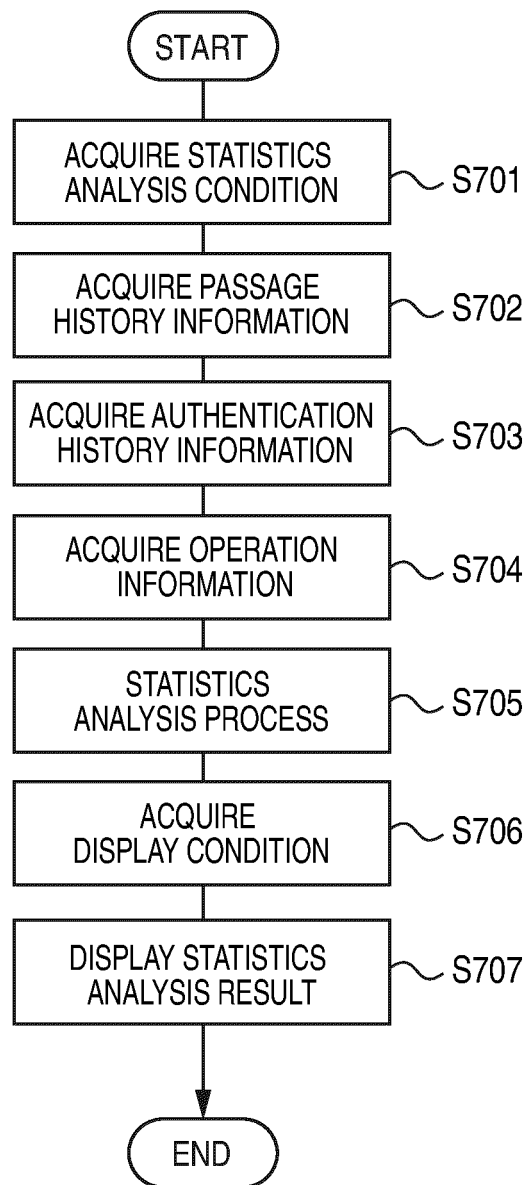 START
ACQUIRE STATISTICS
ANALYSIS CONDITION
S701
ACQUIRE PASSAGE
HISTORY INFORMATION
S702
ACQUIRE AUTHENTICATION
HISTORY INFORMATION
S703
ACQUIRE OPERATION
INFORMATION
S704
STATISTICS
ANALYSIS PROCESS
S705
ACQUIRE
DISPLAY CONDITION
S706
DISPLAY STATISTICS
ANALYSIS RESULT
S707
END